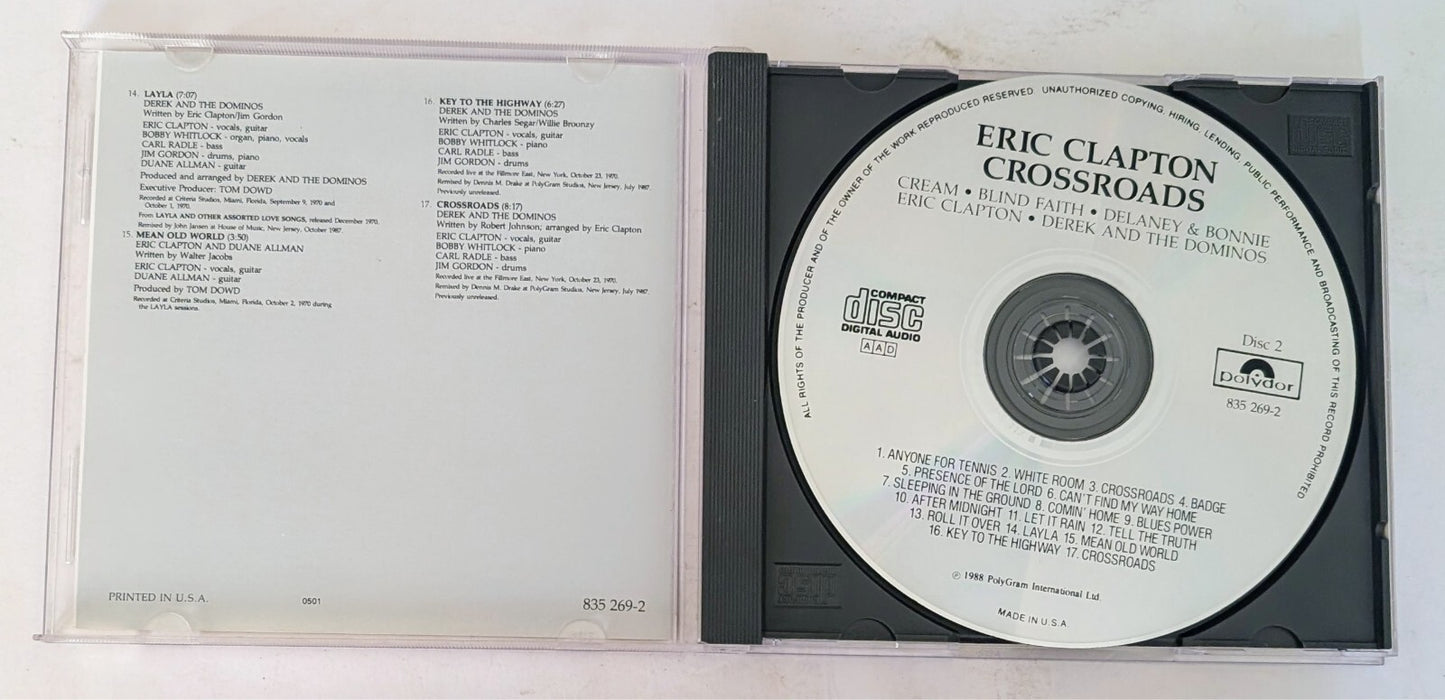 14. LAYLA (7:07)
DEREK AND THE DOMINOS
Written by Eric Clapton/Jim Gordon
ERIC CLAPTON - vocals, guitar
BOBBY WHITLOCK - organ, piano, vocals
CARL RADLE - bass
JIM GORDON - drums, piano
DUANE ALLMAN - guitar
Produced and arranged by DEREK AND THE DOMINOS
Executive Producer: TOM DOWD
Recorded at Criteria Studios, Miami, Florida, September 9, 1970 and
October 1, 1970.
From LAYLA AND OTHER ASSORTED LOVE SONGS, released December 1970.
Remixed by John Jansen at House of Music, New Jersey, October 1987.
15. MEAN OLD WORLD (3:50)
ERIC CLAPTON AND DUANE ALLMAN
Written by Walter Jacobs
ERIC CLAPTON - vocals, guitar
DUANE ALLMAN - guitar
Produced by TOM DOWD
Recorded at Criteria Studios, Miami, Florida, October 2, 1970 during
the LAYLA sessions.
16. KEY TO THE HIGHWAY (6:27)
DEREK AND THE DOMINOS
Written by Charles Segar/Willie Broonzy
ERIC CLAPTON - vocals, guitar
BOBBY WHITLOCK - piano
CARL RADLE - bass
JIM GORDON - drums
Recorded live at the Fillmore East, New York, October 23, 1970.
Remixed by Dennis M. Drake at PolyGram Studios, New Jersey, July 1987.
Previously unreleased.
17. CROSSROADS (8:17)
DEREK AND THE DOMINOS
Written by Robert Johnson; arranged by Eric Clapton
ERIC CLAPTON - vocals, guitar
BOBBY WHITLOCK - piano
CARL RADLE - bass
JIM GORDON - drums
Recorded live at the Fillmore East, New York, October 23, 1970.
Remixed by Dennis M. Drake at PolyGram Studios, New Jersey, July 1987.
Previously unreleased.
PRINTED IN U.S.A.
0501
835 269-2
ALL RIGHTS OF THE PRODUCER AND OF THE OWNER OF THE WORK REPRODUCED RESERVED. UNAUTHORIZED COPYING, HIRING, LENDING, PUBLIC PERFORMANCE AND BROADCASTING OF THIS RECORD PROHIBITED
ERIC CLAPTON
CROSSROADS
CREAM • BLIND FAITH • DELANEY & BONNIE
ERIC CLAPTON • DEREK AND THE DOMINOS
COMPACT
disc
DIGITAL AUDIO
AAD
Disc 2
polydor
835 269-2
1. ANYONE FOR TENNIS 2. WHITE ROOM 3. CROSSROADS 4. BADGE
5. PRESENCE OF THE LORD 6. CAN'T FIND MY WAY HOME
7. SLEEPING IN THE GROUND 8. COMIN' HOME 9. BLUES POWER
10. AFTER MIDNIGHT 11. LET IT RAIN 12. TELL THE TRUTH
13. ROLL IT OVER 14. LAYLA 15. MEAN OLD WORLD
16. KEY TO THE HIGHWAY 17. CROSSROADS
℗ 1988 PolyGram International Ltd.
MADE IN U.S.A